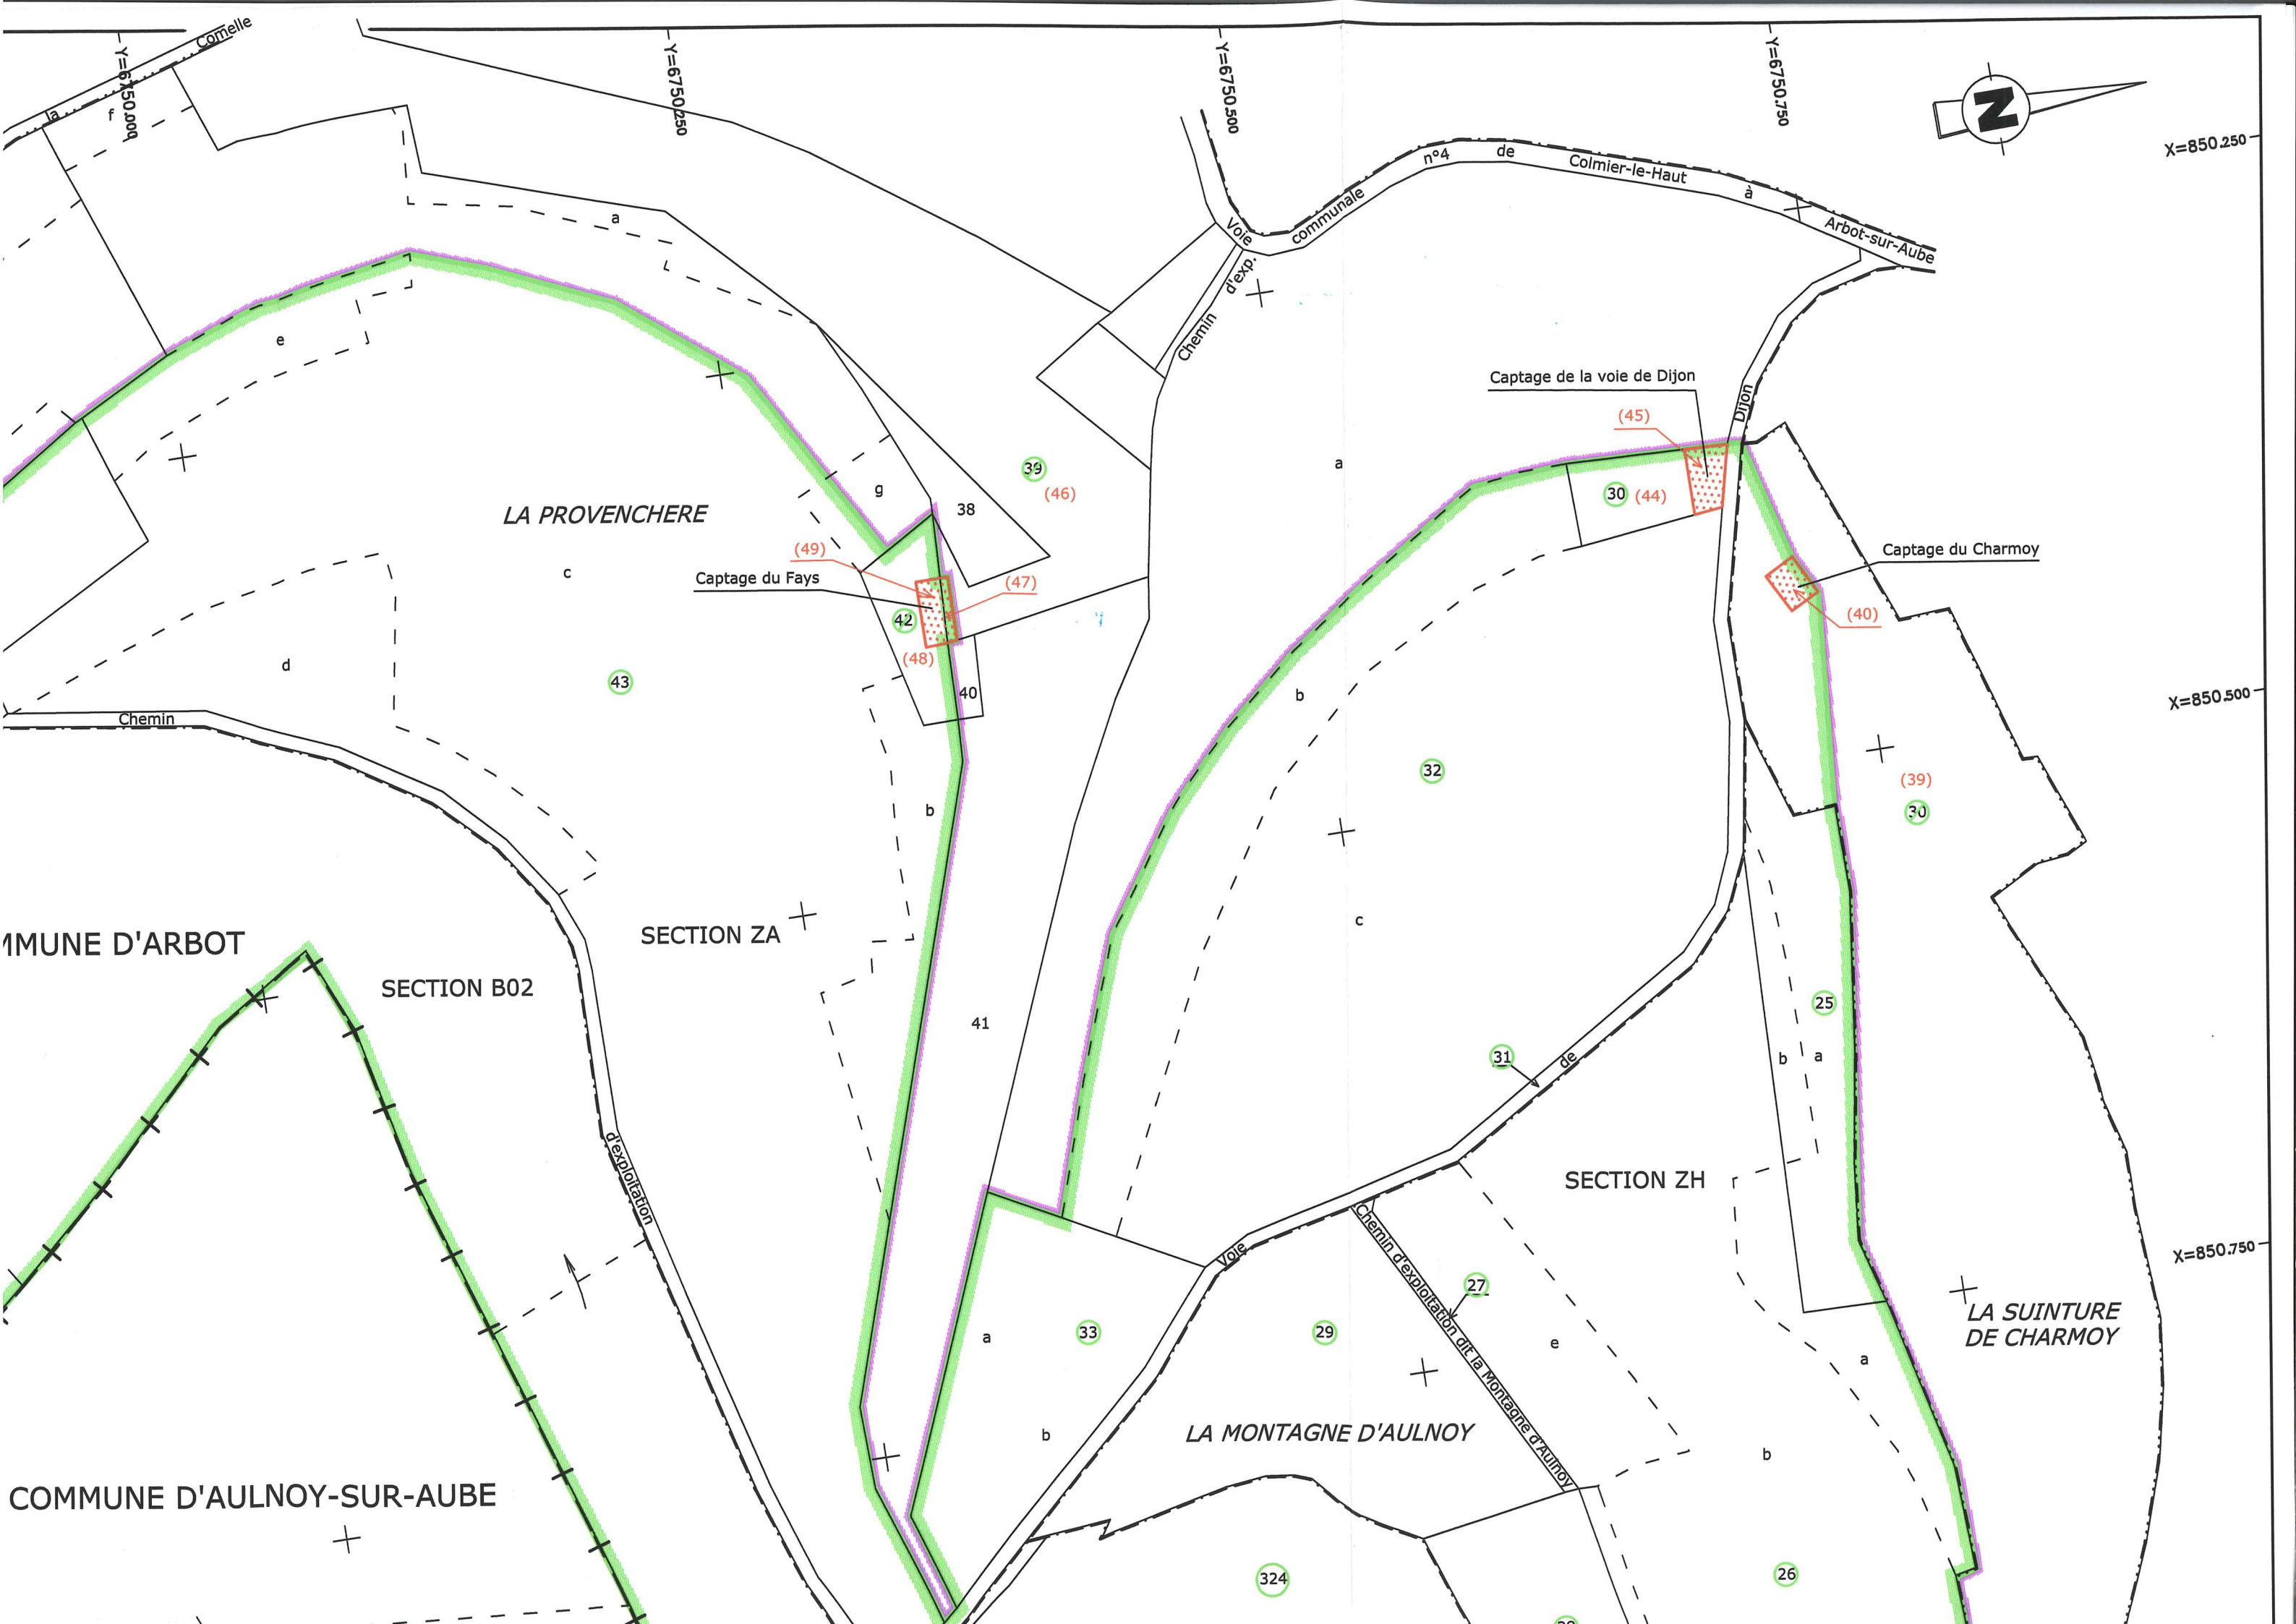 Comelle
la
f
Y=6750.000
Y=6750.250
Y=6750.500
Y=6750.750
N
X=850.250
Voie
communale
n°4
de
Colmier-le-Haut
à
Arbot-sur-Aube
Chemin
d'exp.
a
e
a
Captage de la voie de Dijon
(45)
Dijon
39
(46)
g
38
LA PROVENCHERE
30 (44)
(49)
Captage du Fays
(47)
42
(48)
40
c
Captage du Charmoy
(40)
d
43
b
32
X=850.500
Chemin
(39)
30
b
c
MMUNE D'ARBOT
SECTION B02
SECTION ZA
41
25
31
de
b
a
d'exploitation
SECTION ZH
Voie
X=850.750
Chemin d'exploitation dit la Montagne d'Aulnoy
27
29
33
a
e
LA SUINTURE
DE CHARMOY
a
b
LA MONTAGNE D'AULNOY
b
COMMUNE D'AULNOY-SUR-AUBE
324
26